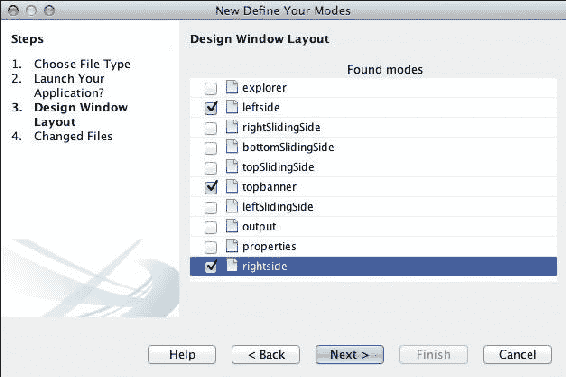 New Define Your Modes
Steps
1. Choose File Type
2. Launch Your
Application?
3. Design Window
Layout
4. Changed Files
Design Window Layout
Found modes
explorer
leftside
rightSlidingSide
bottomSlidingSide
topSlidingSide
topbanner
leftSlidingSide
output
properties
rightside
Help
< Back
Next >
Finish
Cancel